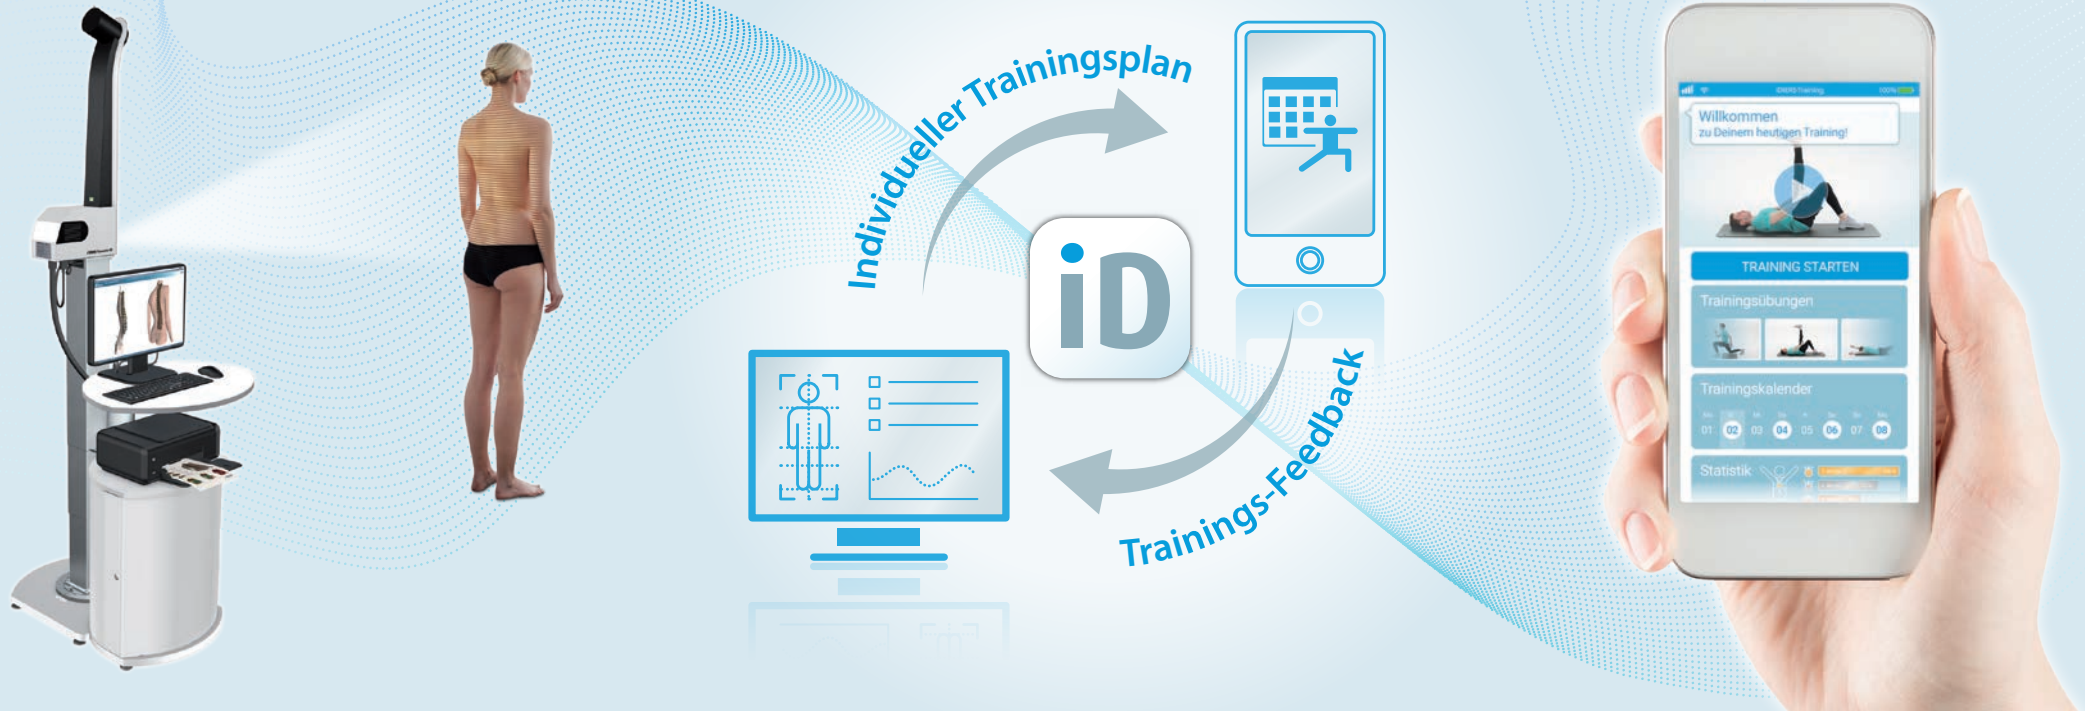 Individueller Trainingsplan
iD
Trainings-Feedback
100%
Willkommen
zu Deinem heutigen Training!
TRAINING STARTEN
Trainingsübungen
Trainingskalender
01 02 03 04 05 06 07 08
Statistik